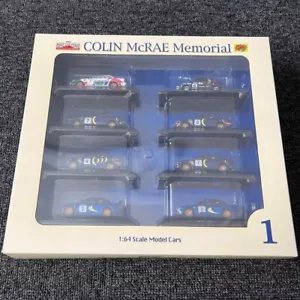 COLIN McRAE Memorial
1:64 Scale Model Cars
1